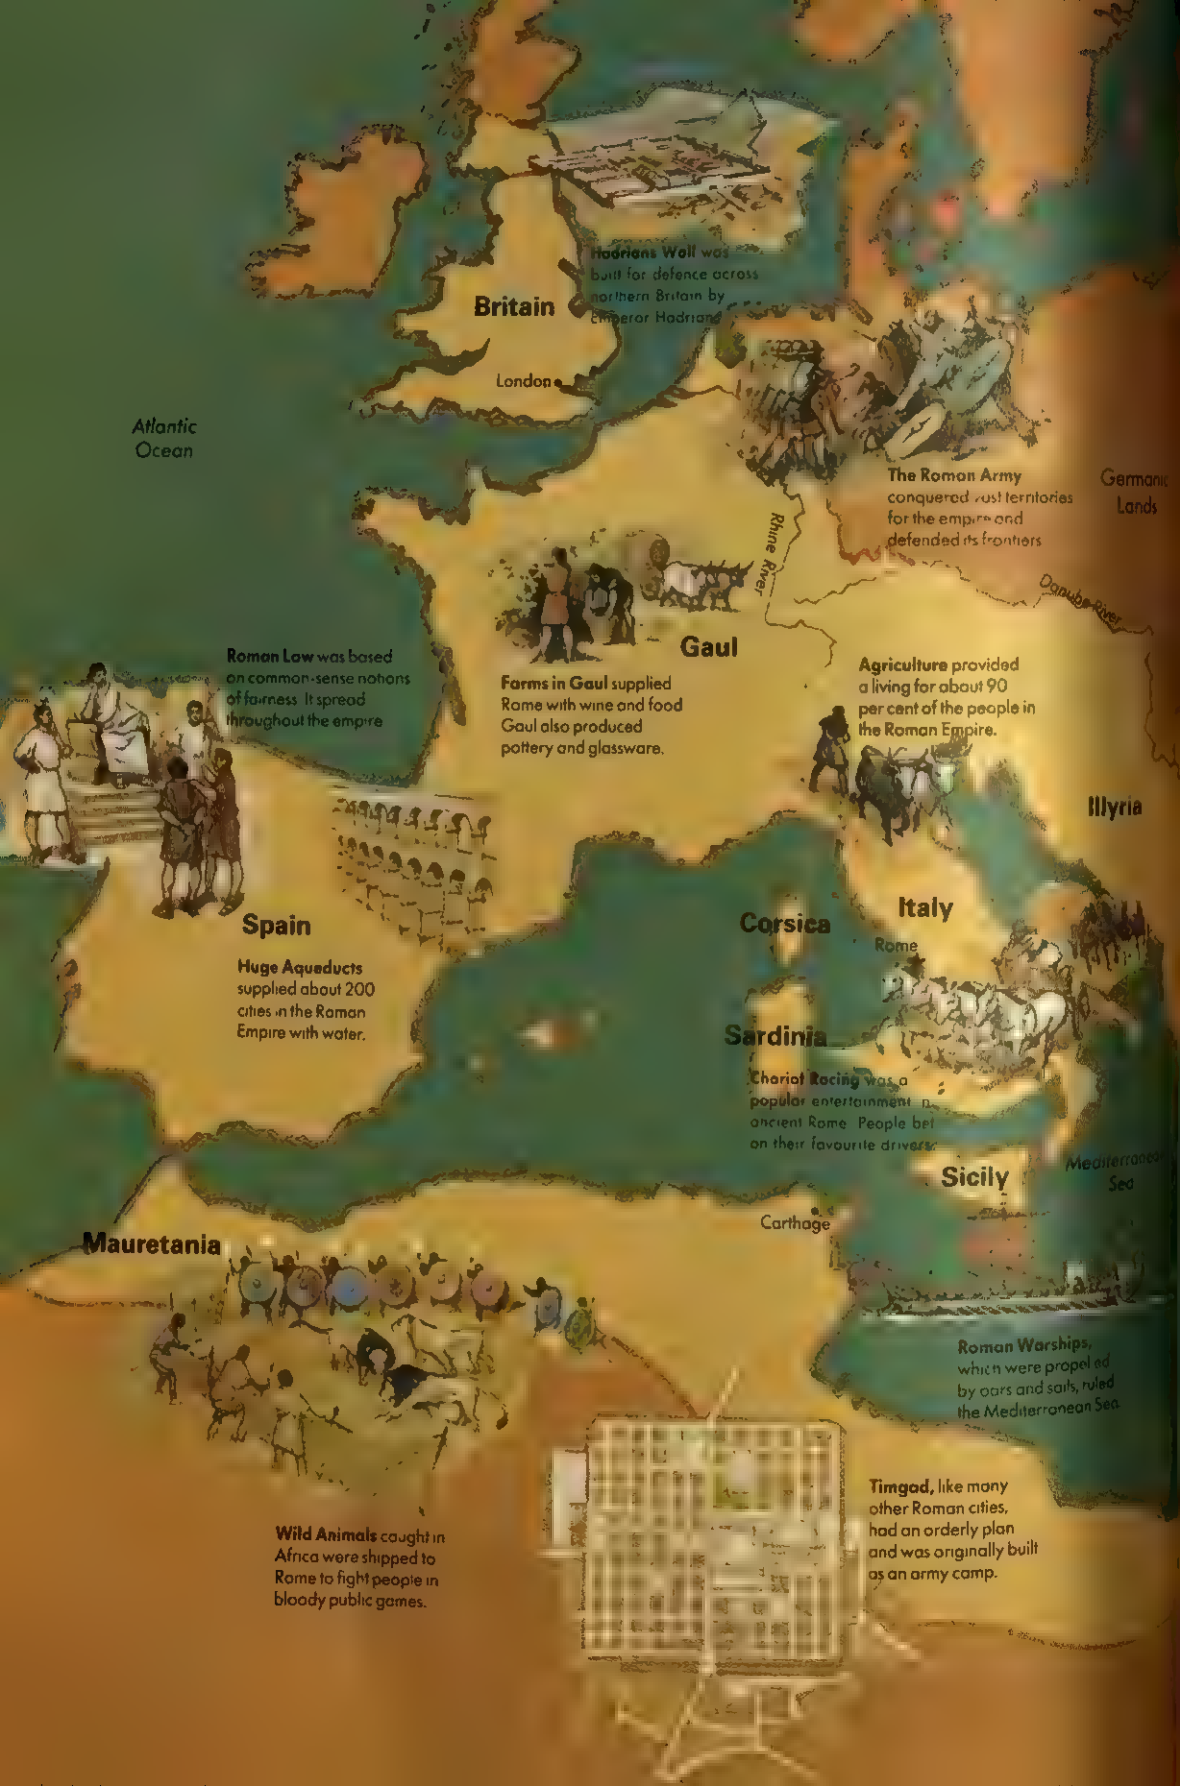 Hadrians Wall was
built for defence across
northern Britain by
Emperor Hadrian
Britain
London
Atlantic
Ocean
The Roman Army
conquered vast territories
for the empire and
defended its frontiers
Germanic
Lands
Rhine River
Danube River
Gaul
Roman Law was based
on common-sense notions
of fairness It spread
throughout the empire
Farms in Gaul supplied
Rome with wine and food
Gaul also produced
pottery and glassware.
Agriculture provided
a living for about 90
per cent of the people in
the Roman Empire.
Illyria
Spain
Corsica
Italy
Rome
Huge Aqueducts
supplied about 200
cities in the Roman
Empire with water.
Sardinia
Chariot Racing was a
popular entertainment in
ancient Rome People bet
on their favourite drivers.
Sicily
Mediterranean
Sea
Carthage
Mauretania
Roman Warships,
which were propelled
by oars and sails, ruled
the Mediterranean Sea
Timgad, like many
other Roman cities,
had an orderly plan
and was originally built
as an army camp.
Wild Animals caught in
Africa were shipped to
Rome to fight people in
bloody public games.